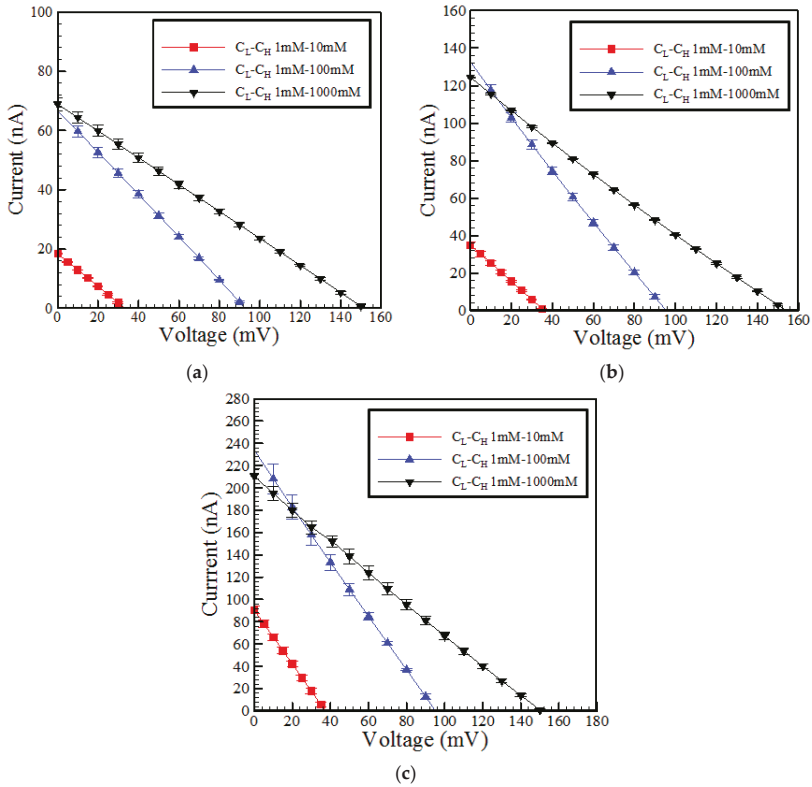 100
80
60
40
20
0
Current (nA)
C_L-C_H 1mM-10mM
C_L-C_H 1mM-100mM
C_L-C_H 1mM-1000mM
0 20 40 60 80 100 120 140 160
Voltage (mV)
(a)
160
140
120
100
80
60
40
20
0
Current (nA)
C_L-C_H 1mM-10mM
C_L-C_H 1mM-100mM
C_L-C_H 1mM-1000mM
0 20 40 60 80 100 120 140 160
Voltage (mV)
(b)
280
260
240
220
200
180
160
140
120
100
80
60
40
20
0
Currrent (nA)
C_L-C_H 1mM-10mM
C_L-C_H 1mM-100mM
C_L-C_H 1mM-1000mM
0 20 40 60 80 100 120 140 160 180
Voltage (mV)
(c)